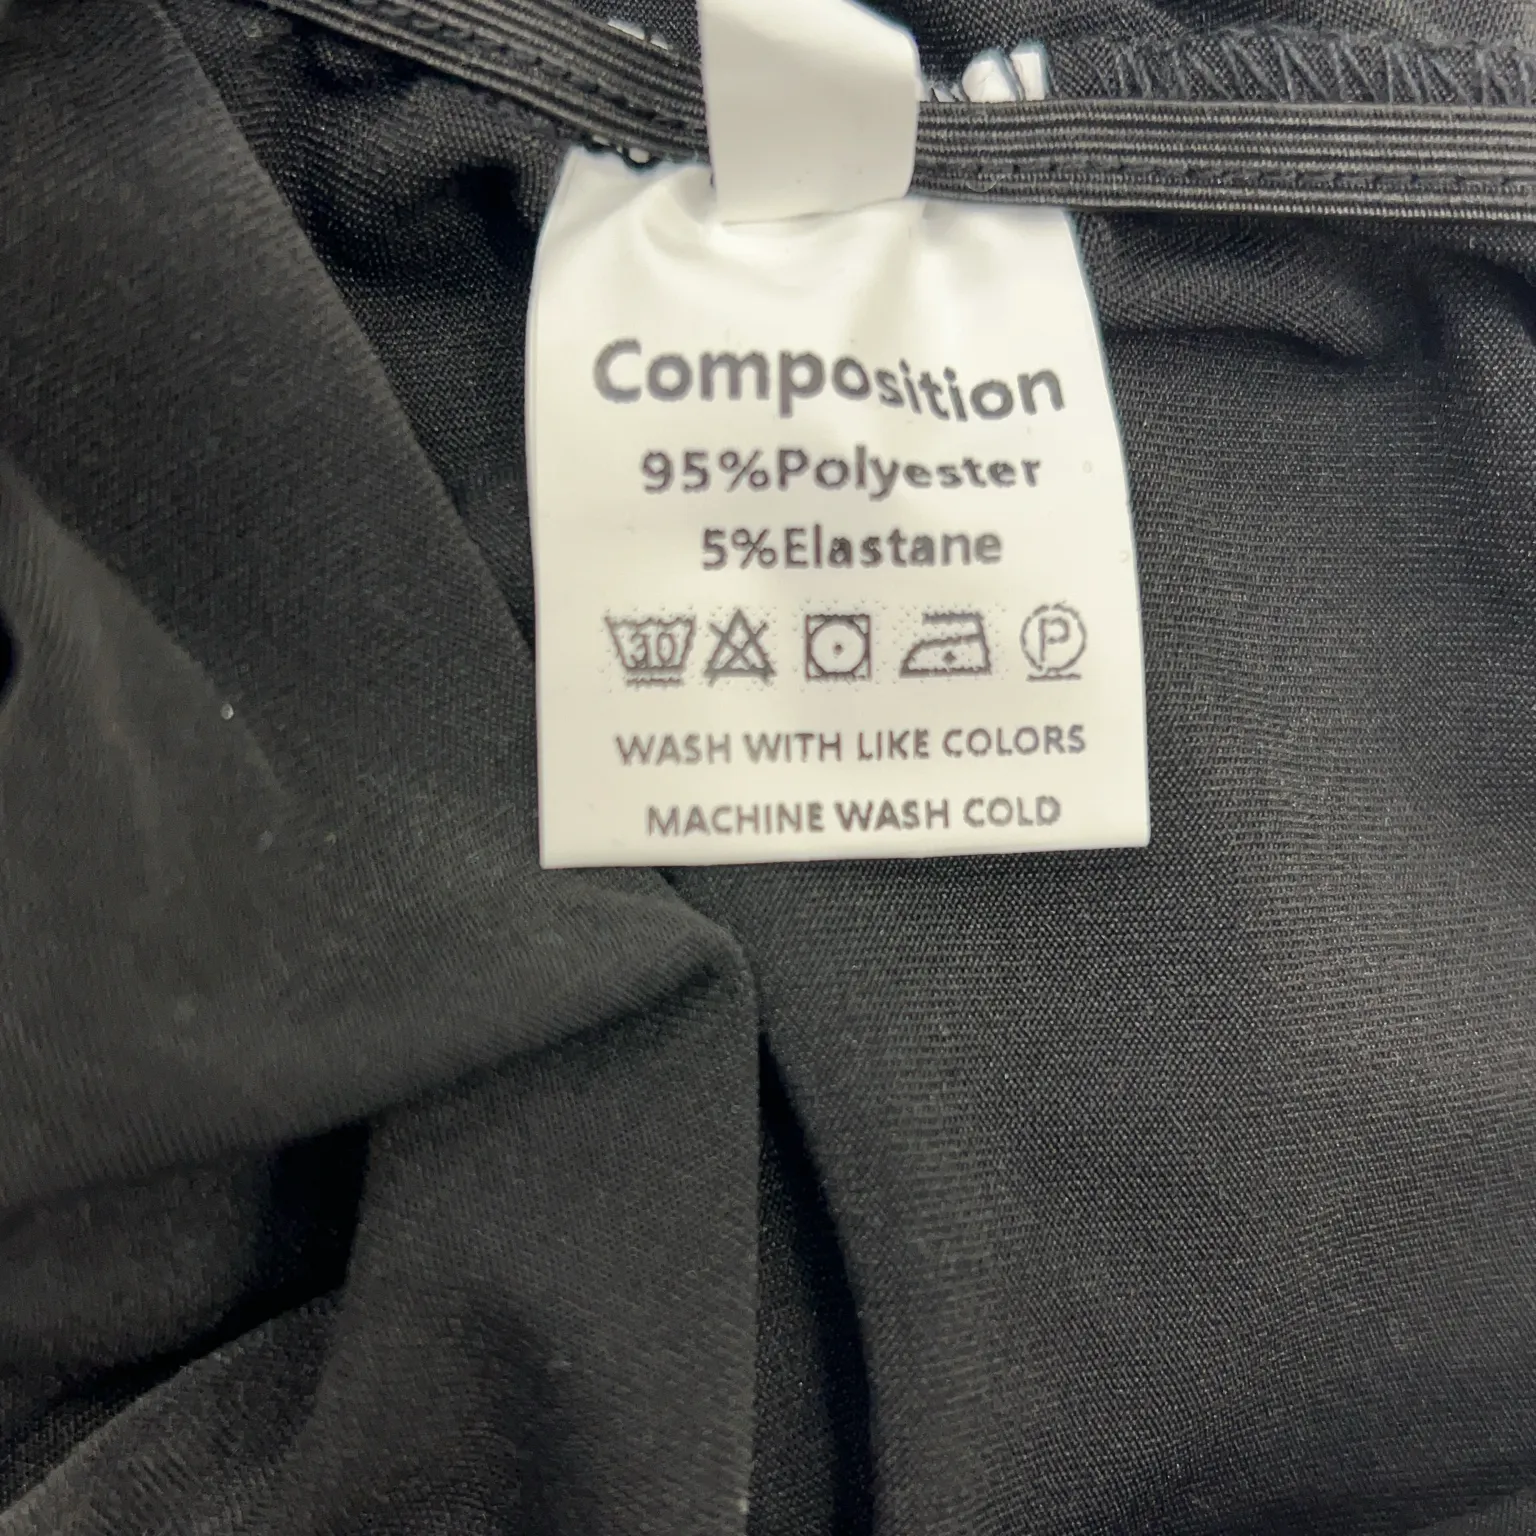 Composition
95%Polyester
5%Elastane
30 P
WASH WITH LIKE COLORS
MACHINE WASH COLD